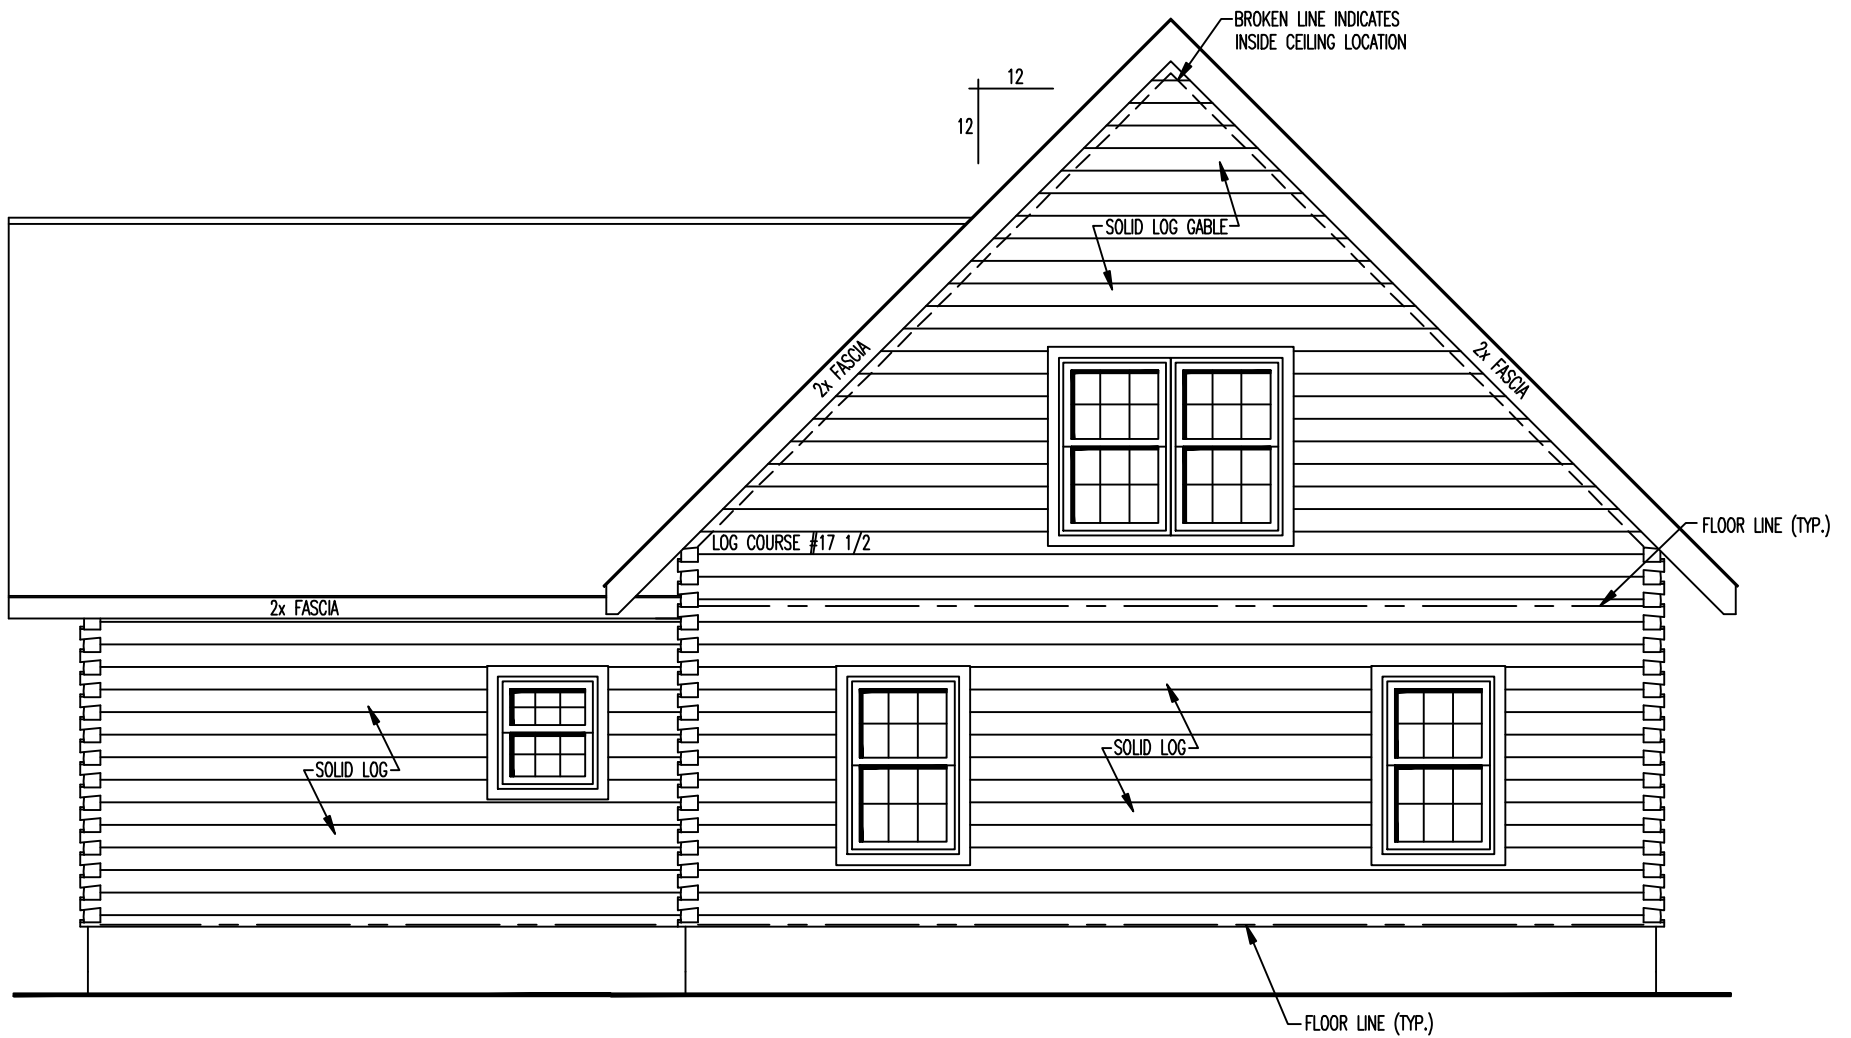 BROKEN LINE INDICATES
INSIDE CEILING LOCATION
12
12
SOLID LOG GABLE
2x FASCIA
2x FASCIA
FLOOR LINE (TYP.)
LOG COURSE #17 1/2
2x FASCIA
SOLID LOG
SOLID LOG
FLOOR LINE (TYP.)